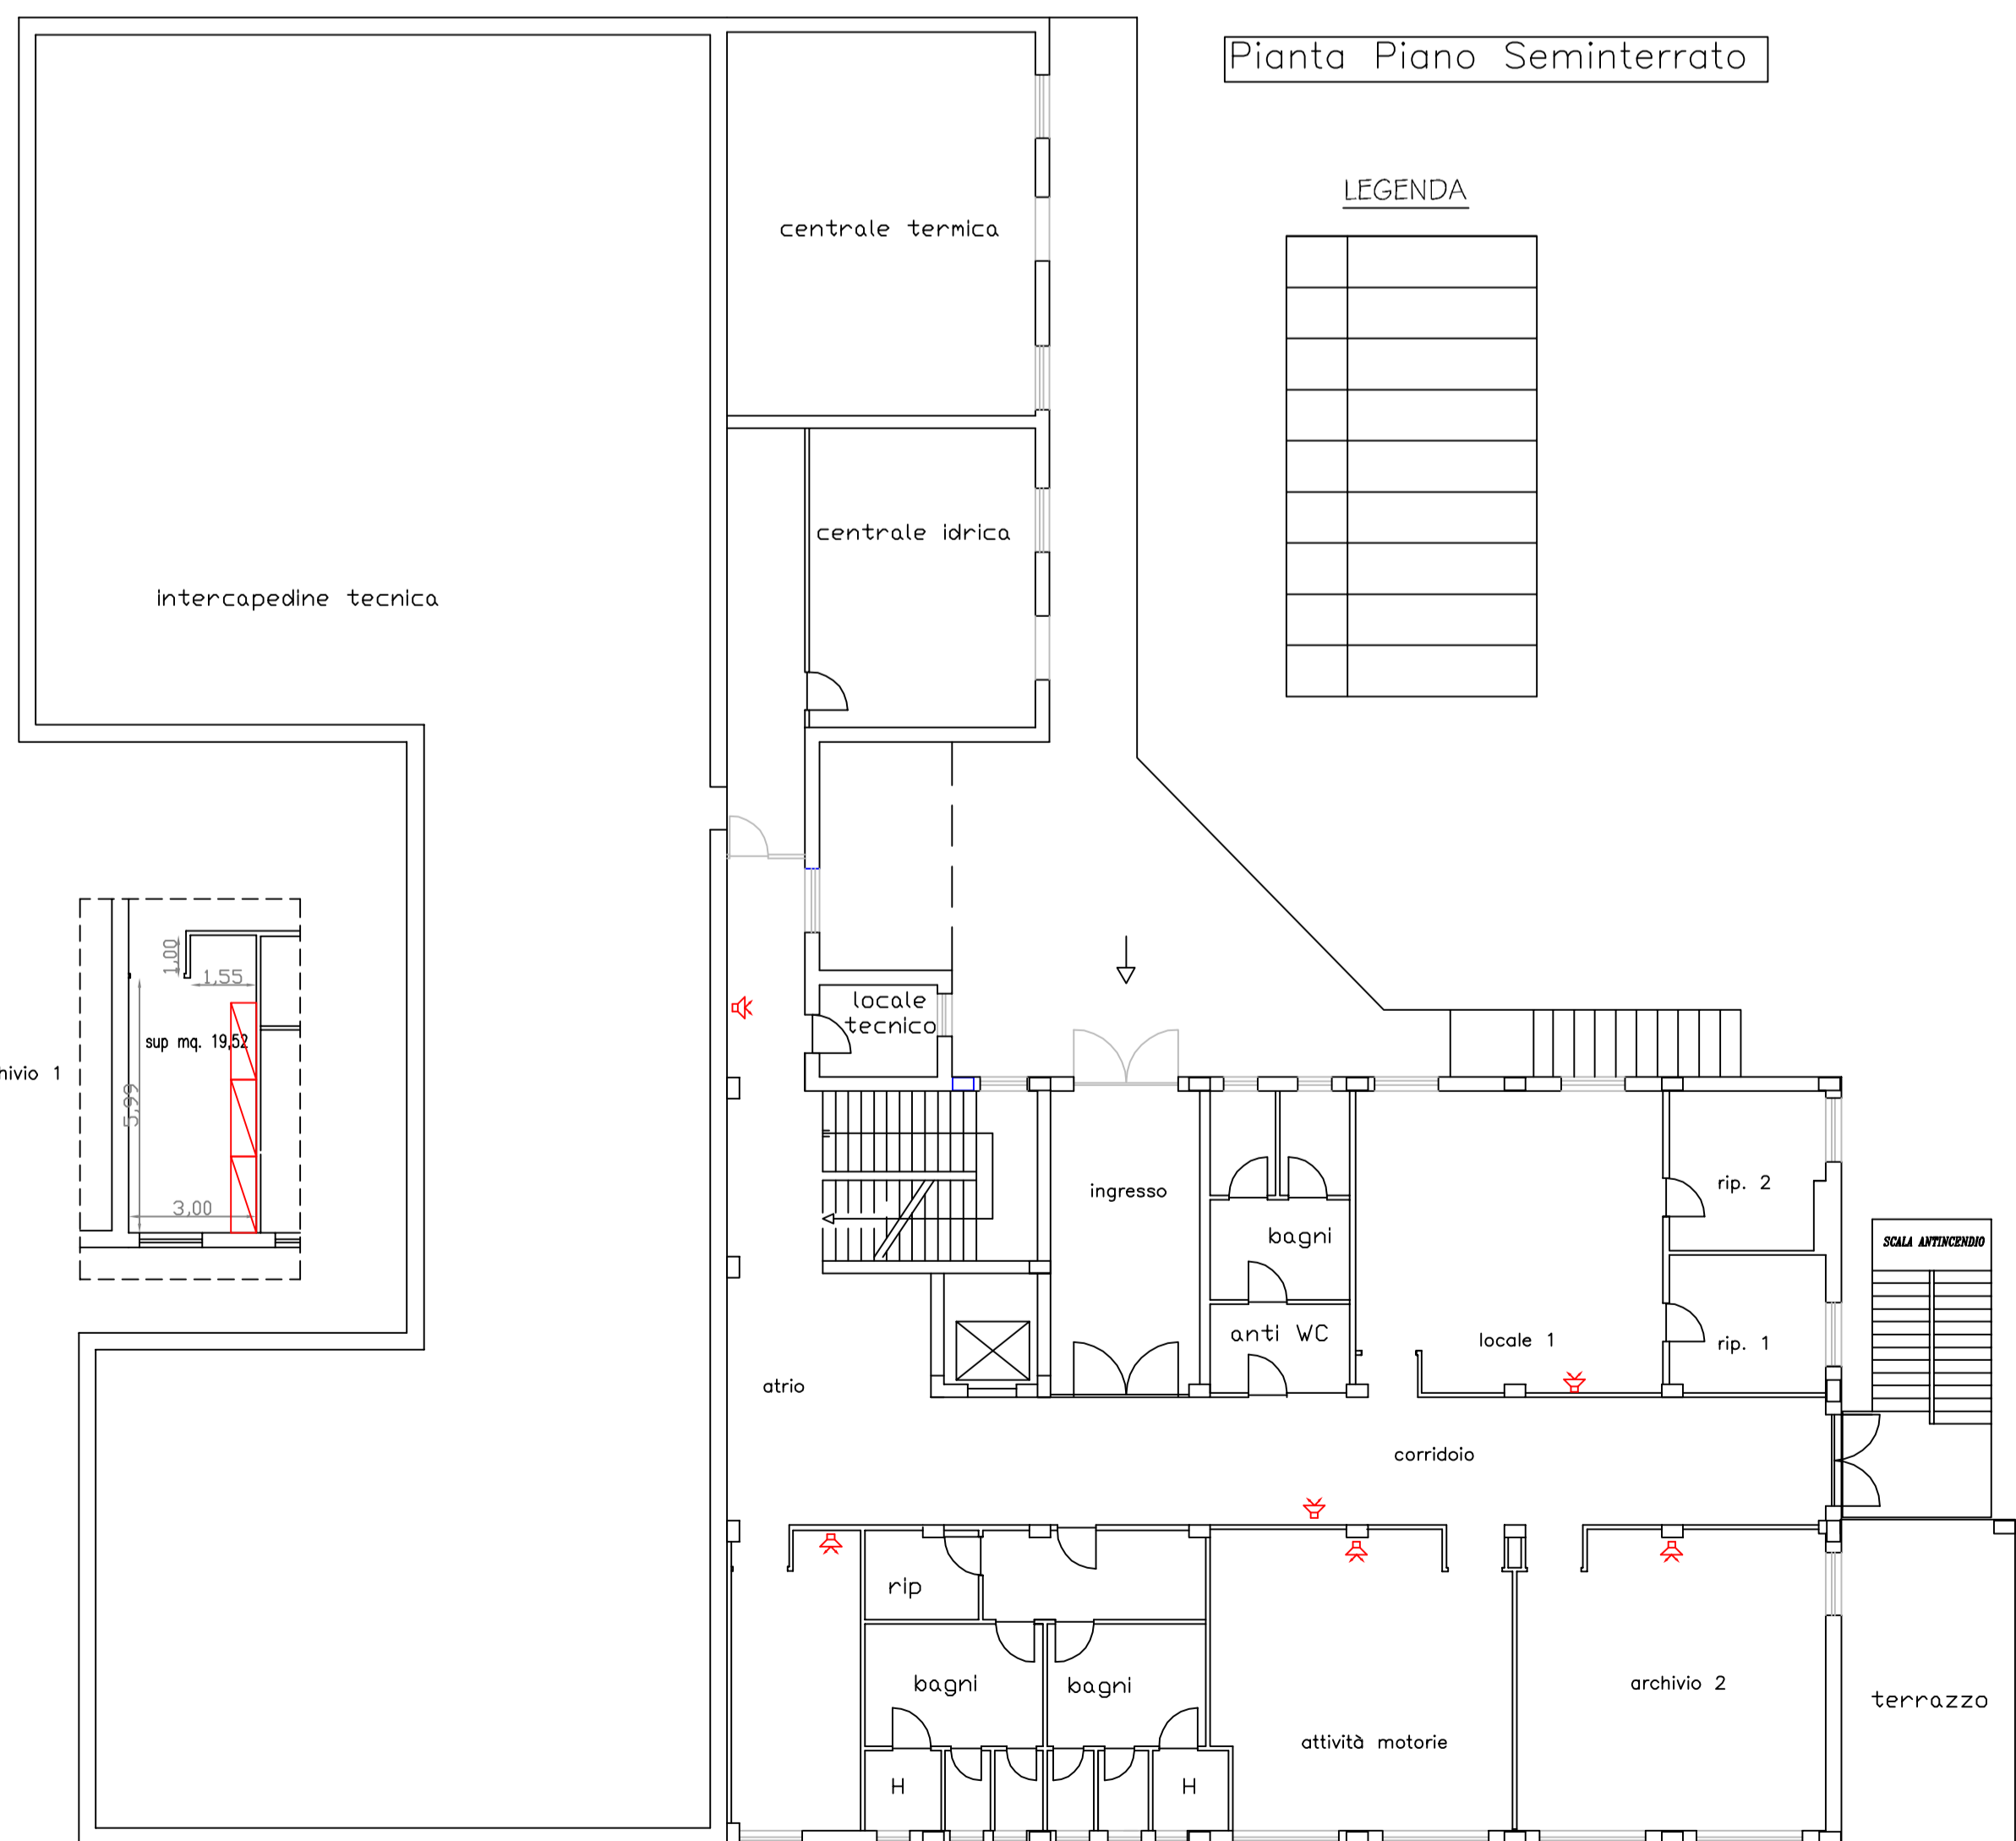 Pianta Piano Seminterrato
LEGENDA
centrale termica
centrale idrica
intercapedine tecnica
1,00
1,55
sup mq. 19,52
hivio 1
5,99
3,00
locale
tecnico
ingresso
bagni
anti WC
locale 1
rip. 2
rip. 1
SCALA ANTINCENDIO
atrio
corridoio
rip
bagni
bagni
H
H
attività motorie
archivio 2
terrazzo